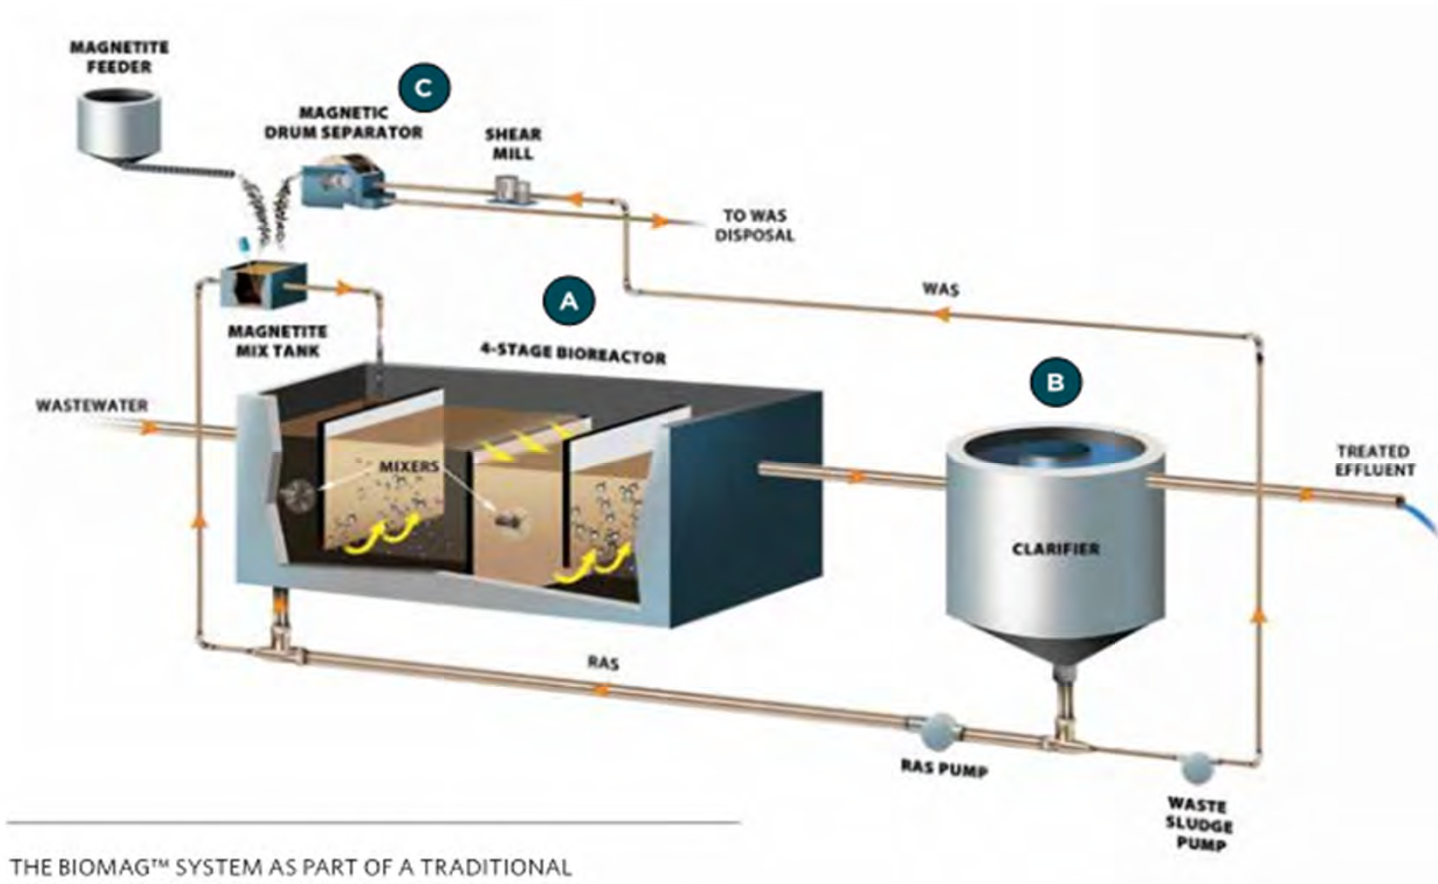 MAGNETITE
FEEDER
C
MAGNETIC
DRUM SEPARATOR
SHEAR
MILL
TO WAS
DISPOSAL
WAS
MAGNETITE
MIX TANK
A
4-STAGE BIOREACTOR
B
WASTEWATER
MIXERS
TREATED
EFFLUENT
CLARIFIER
RAS
RAS PUMP
WASTE
SLUDGE
PUMP
THE BIOMAG™ SYSTEM AS PART OF A TRADITIONAL